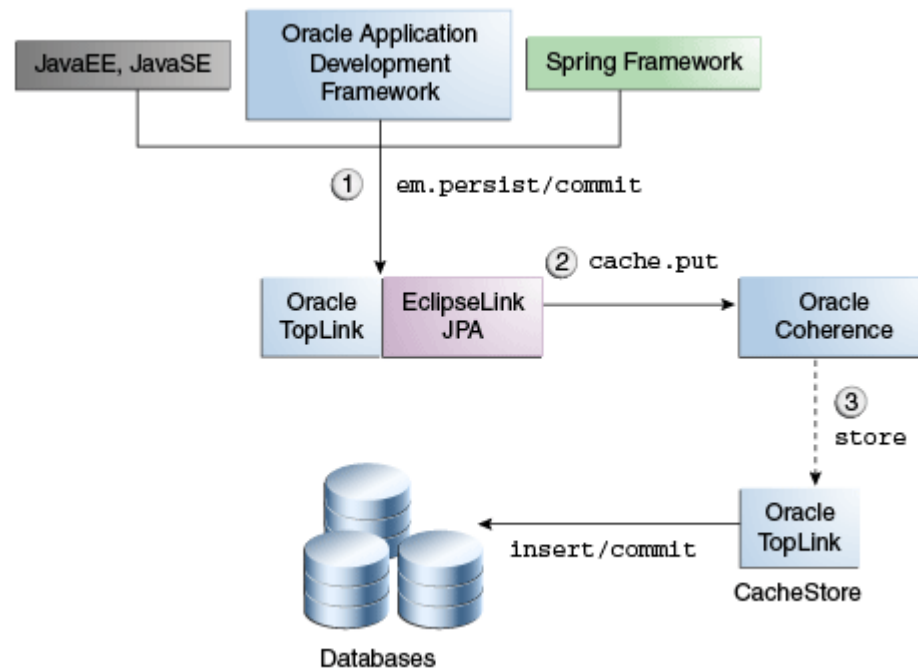 JavaEE, JavaSE
Oracle Application
Development
Framework
Spring Framework
1
em.persist/commit
Oracle
TopLink
EclipseLink
JPA
2
cache.put
Oracle
Coherence
3
store
Oracle
TopLink
CacheStore
insert/commit
Databases